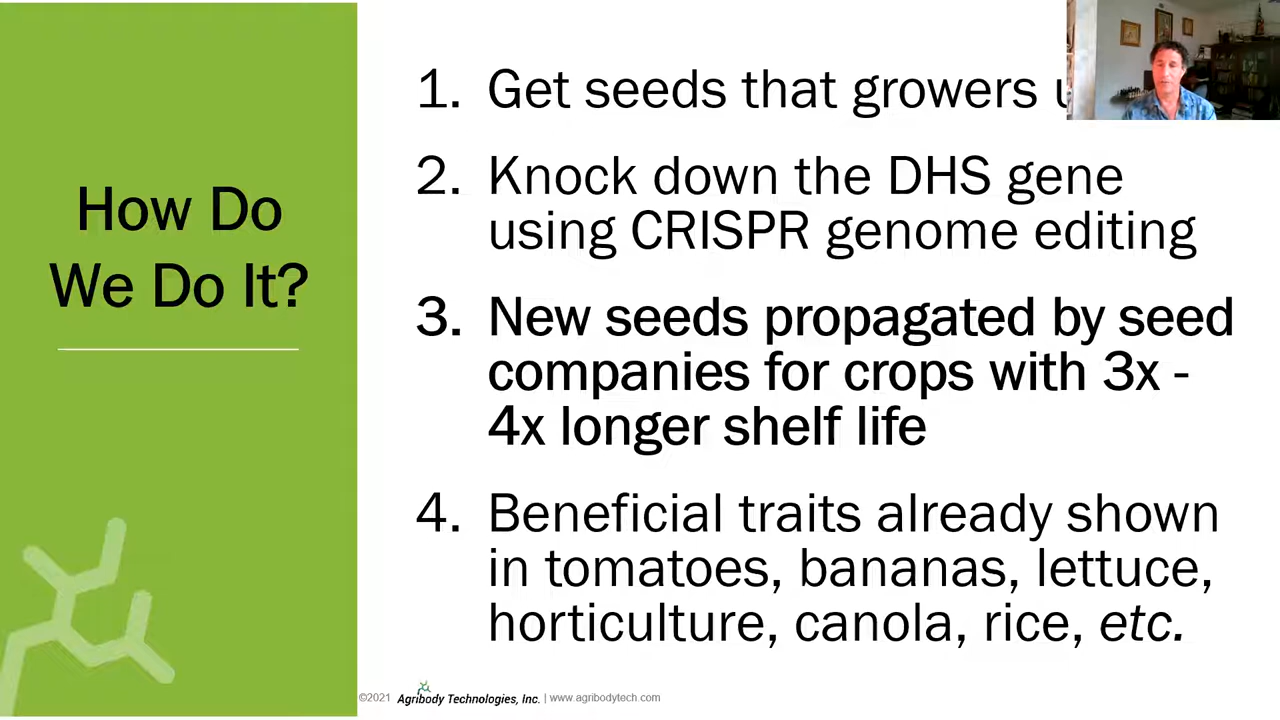 How Do
We Do It?
1. Get seeds that growers
2. Knock down the DHS gene
using CRISPR genome editing
3. New seeds propagated by seed
companies for crops with 3x -
4x longer shelf life
4. Beneficial traits already shown
in tomatoes, bananas, lettuce,
horticulture, canola, rice, etc.
©2021 Agribody Technologies, Inc. | www.agribodytech.com